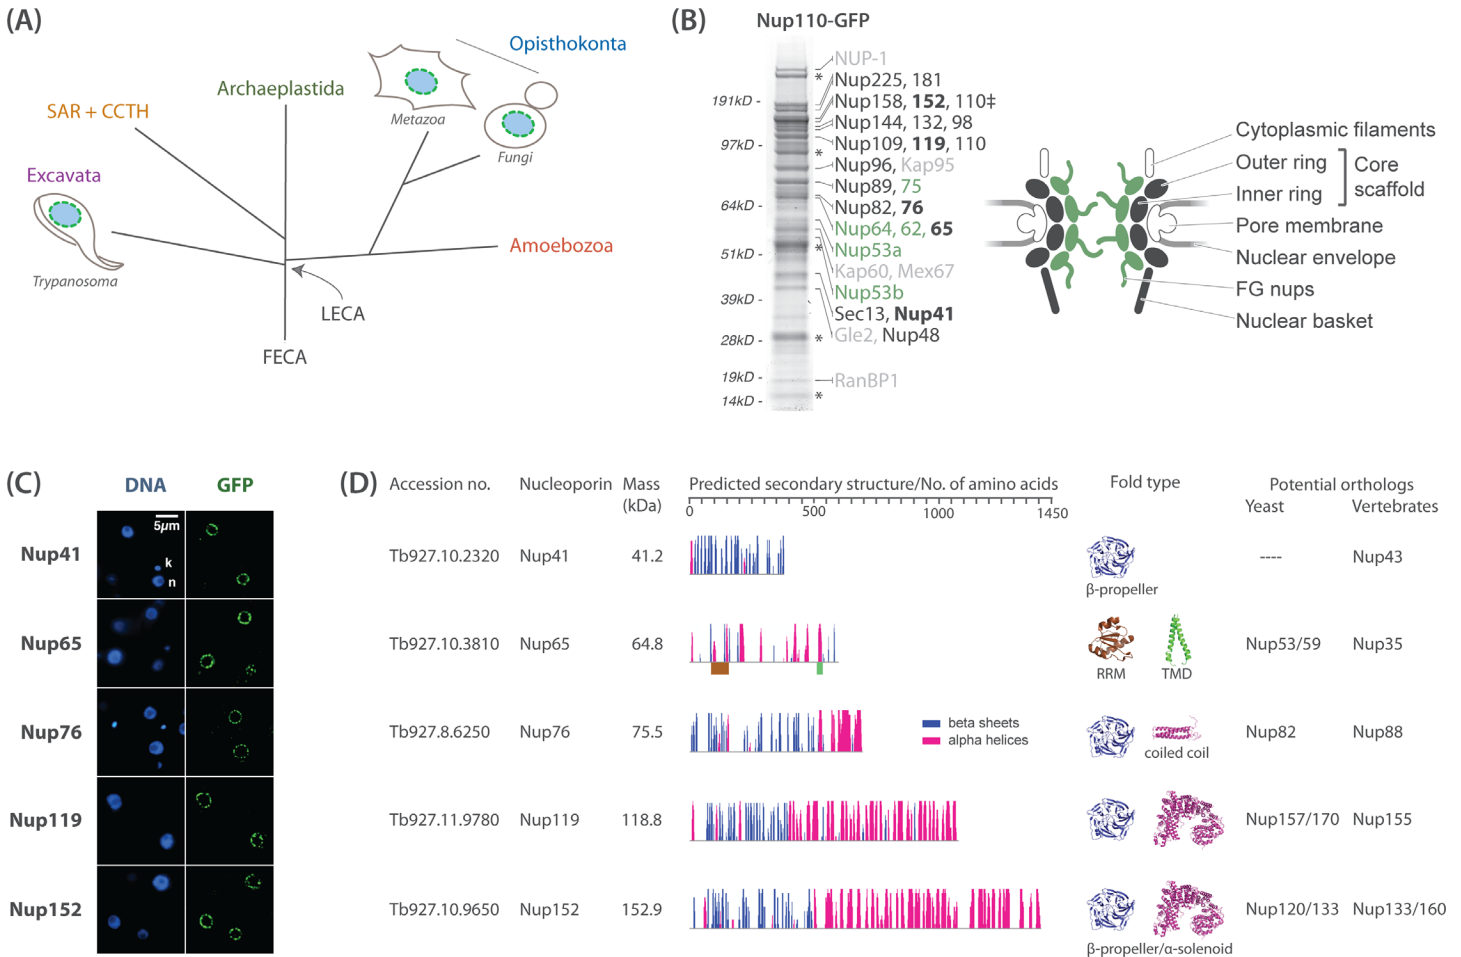 (A)
Opisthokonta
Archaeplastida
SAR + CCTH
Metazoa
Fungi
Excavata
Trypanosoma
Amoebozoa
LECA
FECA
(B)
Nup110-GFP
191kD -
97kD -
64kD -
51kD -
39kD -
28kD -
19kD -
14kD -
NUP-1
*
Nup225, 181
Nup158, 152, 110‡
Nup144, 132, 98
Nup109, 119, 110
*
Nup96, Kap95
Nup89, 75
Nup82, 76
Nup64, 62, 65
*
Nup53a
Kap60, Mex67
Nup53b
Sec13, Nup41
*
Gle2, Nup48
RanBP1
*
Cytoplasmic filaments
Outer ring
Inner ring
Core scaffold
Pore membrane
Nuclear envelope
FG nups
Nuclear basket
(C)
DNA GFP
5µm
k
n
Nup41
Nup65
Nup76
Nup119
Nup152
(D)
Accession no. Nucleoporin Mass (kDa) Predicted secondary structure/No. of amino acids Fold type Potential orthologs
Yeast Vertebrates
0 500 1000 1450
Tb927.10.2320 Nup41 41.2 ---- Nup43
β-propeller
Tb927.10.3810 Nup65 64.8 Nup53/59 Nup35
RRM TMD
Tb927.8.6250 Nup76 75.5 Nup82 Nup88
beta sheets
alpha helices
coiled coil
Tb927.11.9780 Nup119 118.8 Nup157/170 Nup155
Tb927.10.9650 Nup152 152.9 Nup120/133 Nup133/160
β-propeller/α-solenoid